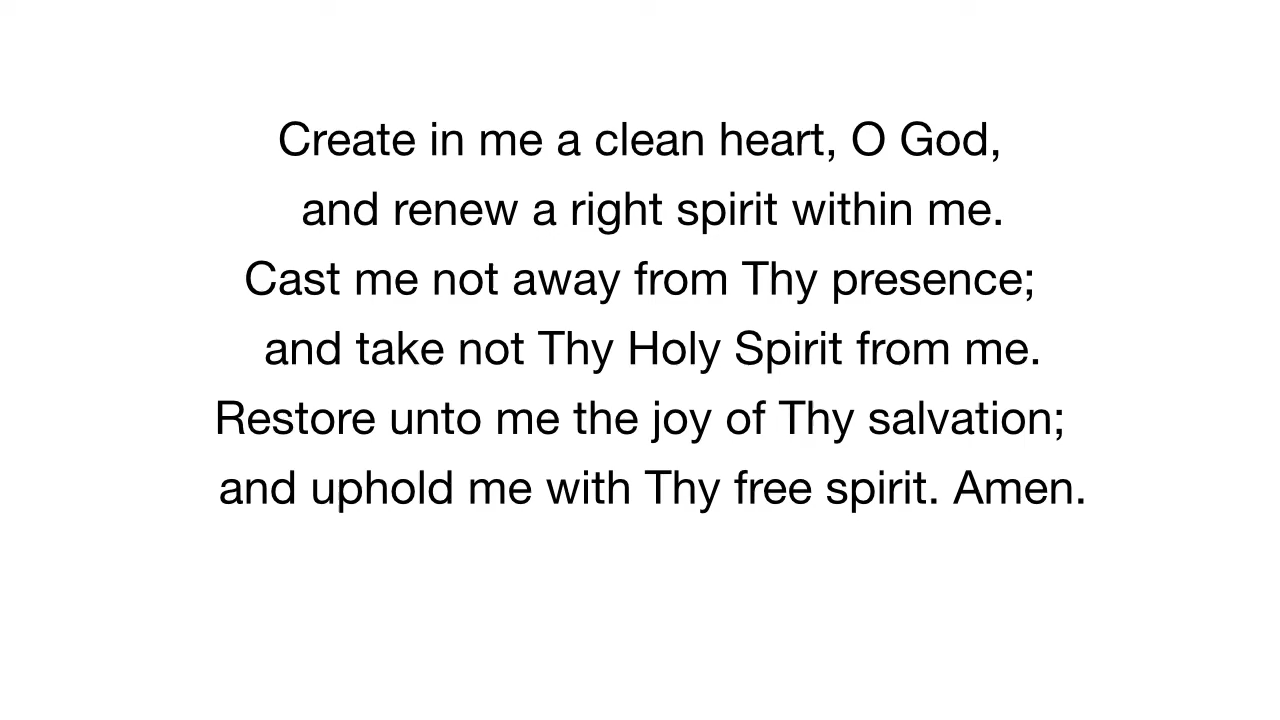 Create in me a clean heart, O God,
and renew a right spirit within me.
Cast me not away from Thy presence;
and take not Thy Holy Spirit from me.
Restore unto me the joy of Thy salvation;
and uphold me with Thy free spirit. Amen.